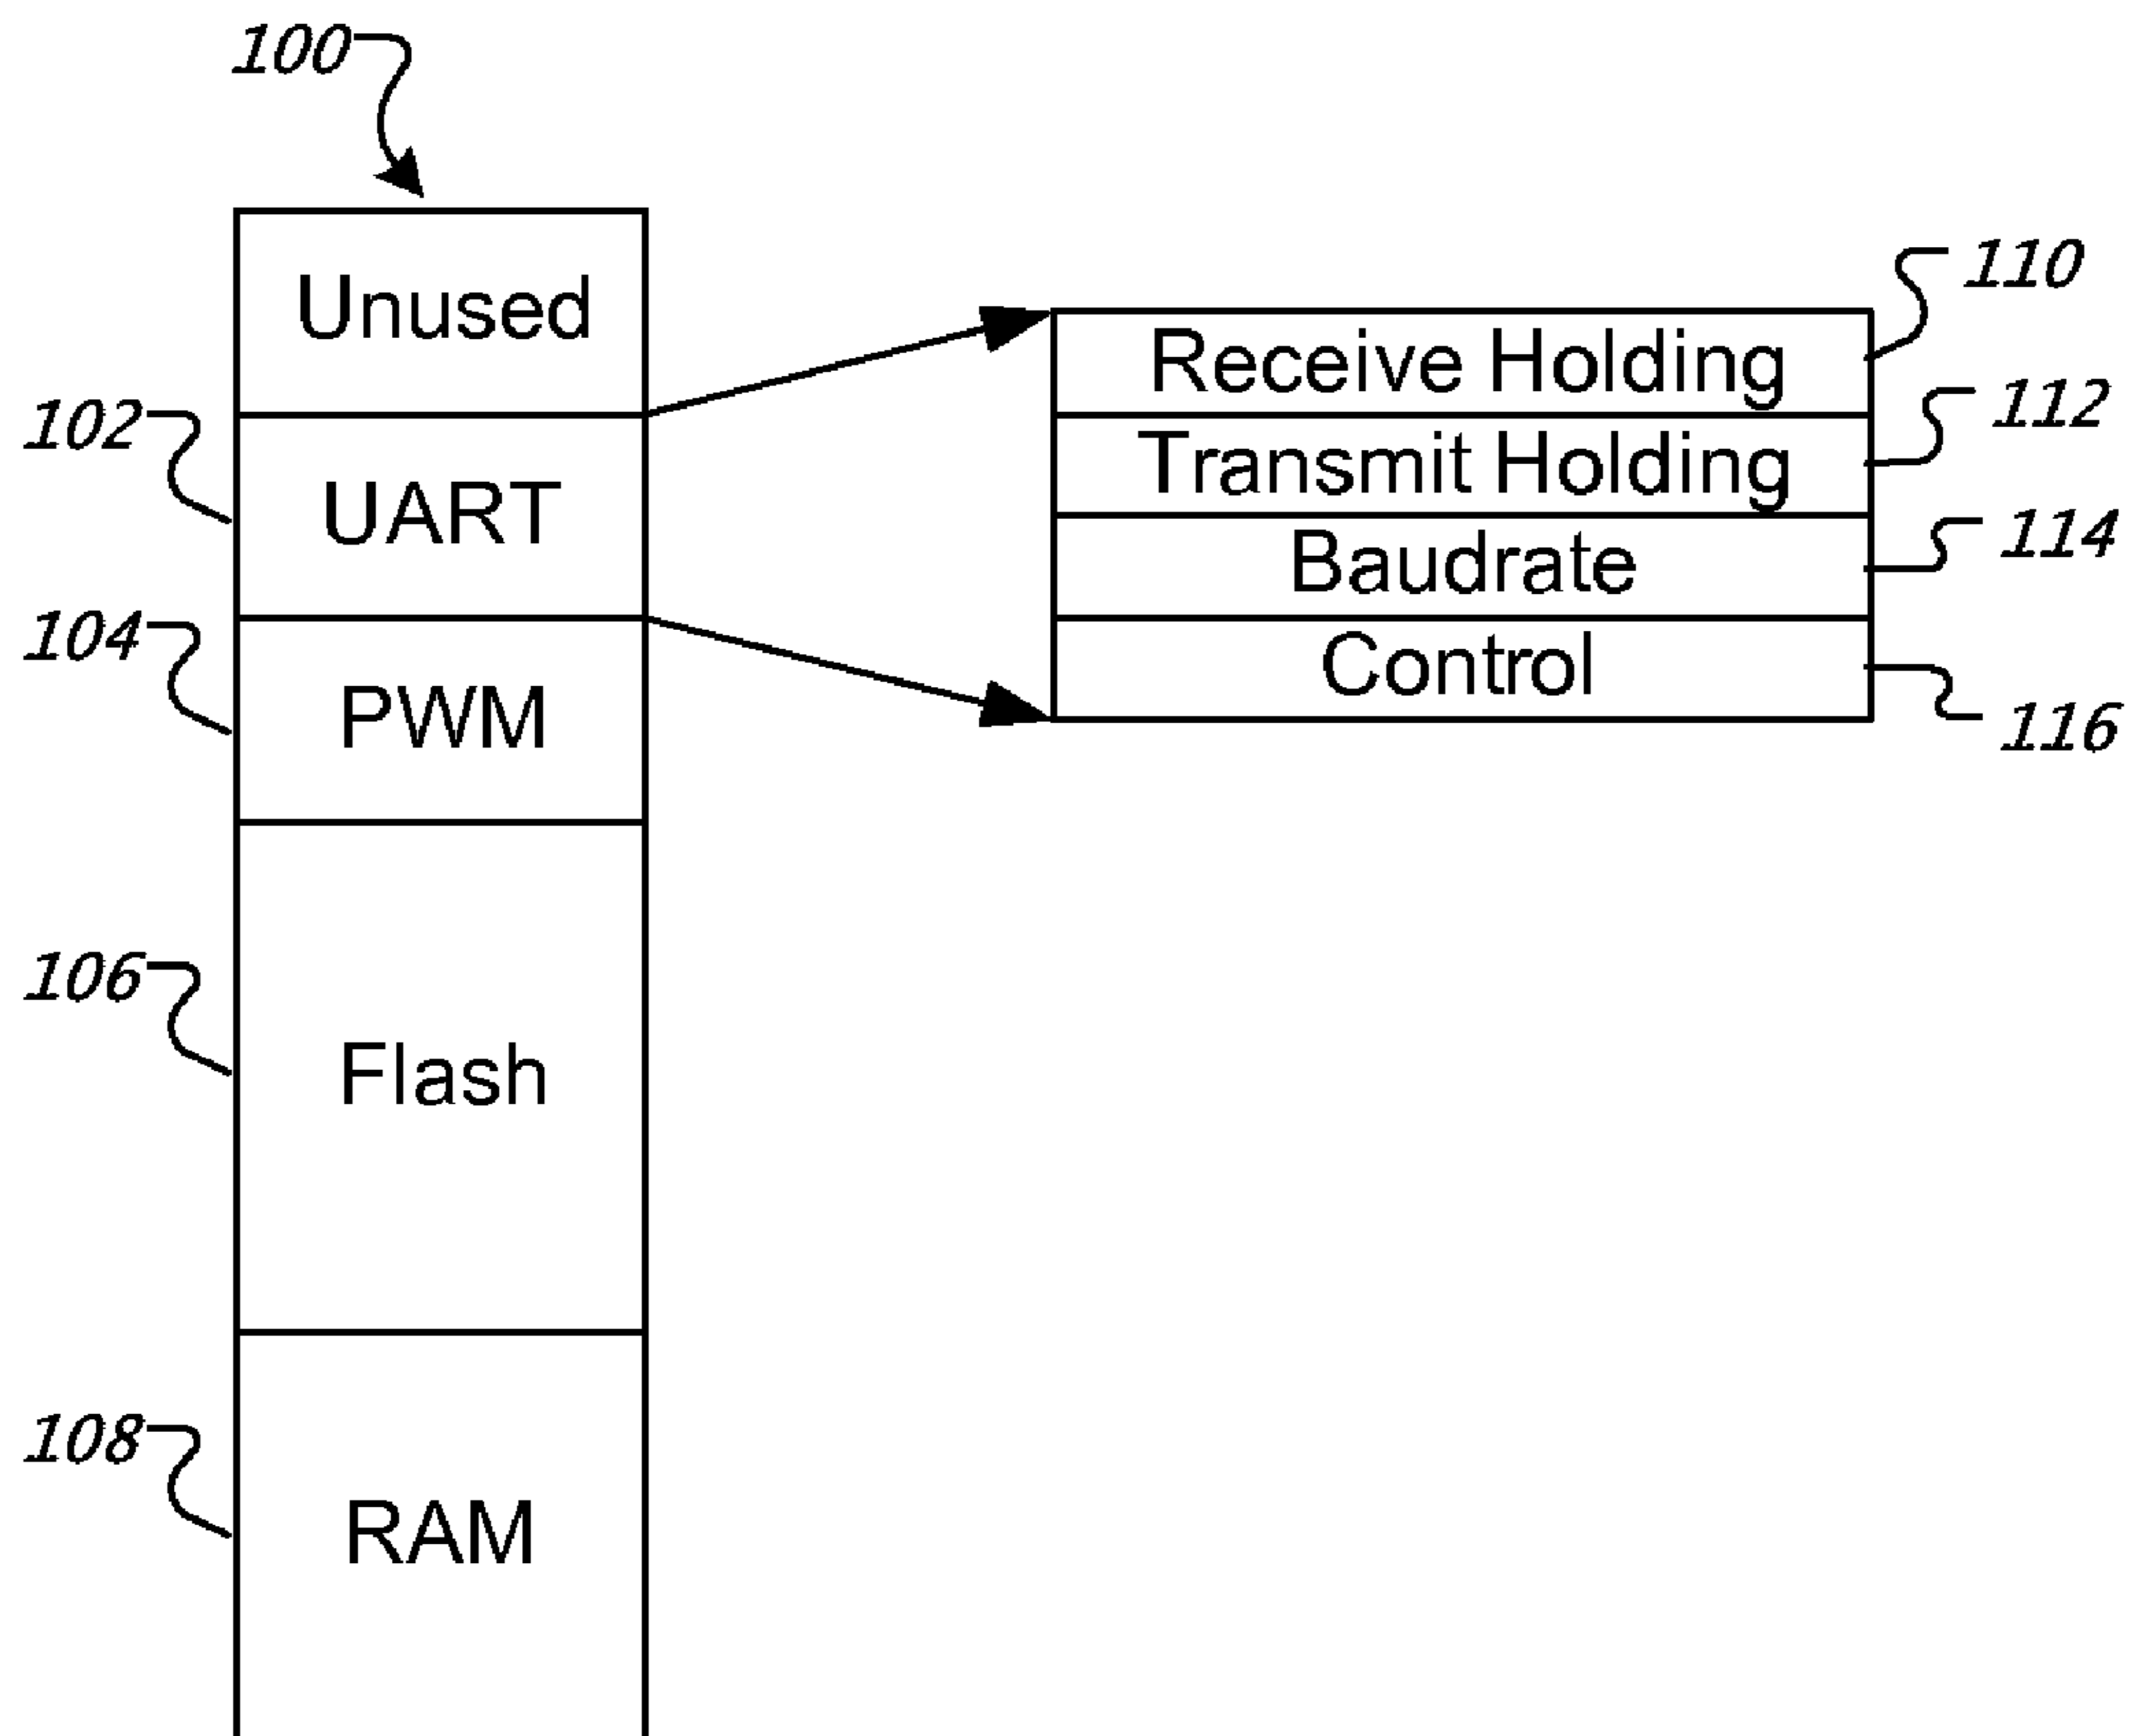 100
Unused
102
UART
104
PWM
106
Flash
108
RAM
Receive Holding
110
Transmit Holding
112
Baudrate
114
Control
116